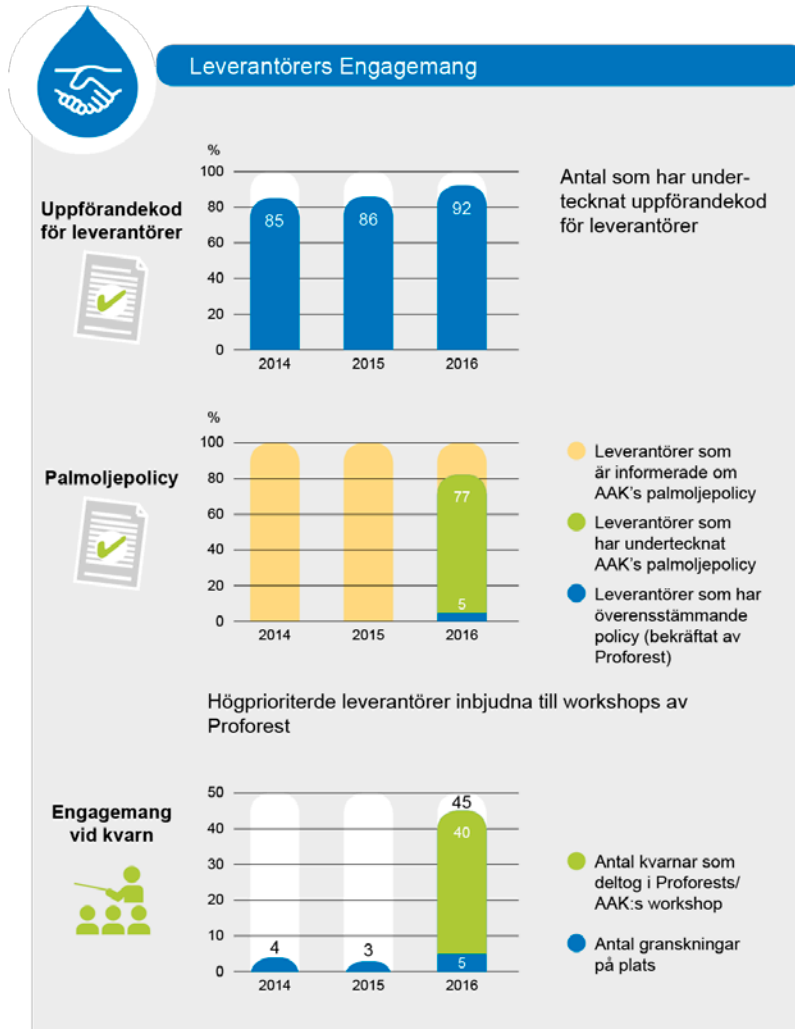 Leverantörers Engagemang
Uppförandekod
för leverantörer
%
100
80
60
40
20
0
85
86
92
2014
2015
2016
Antal som har under-
tecknat uppförandekod
för leverantörer
Palmoljepolicy
%
100
80
60
40
20
0
77
5
2014
2015
2016
Leverantörer som
är informerade om
AAK's palmoljepolicy
Leverantörer som
har undertecknat
AAK's palmoljepolicy
Leverantörer som har
överensstämmande
policy (bekräftat av
Proforest)
Högprioriterde leverantörer inbjudna till workshops av
Proforest
Engagemang
vid kvarn
50
40
30
20
10
0
4
3
45
40
5
2014
2015
2016
Antal kvarnar som
deltog i Proforests/
AAK:s workshop
Antal granskningar
på plats